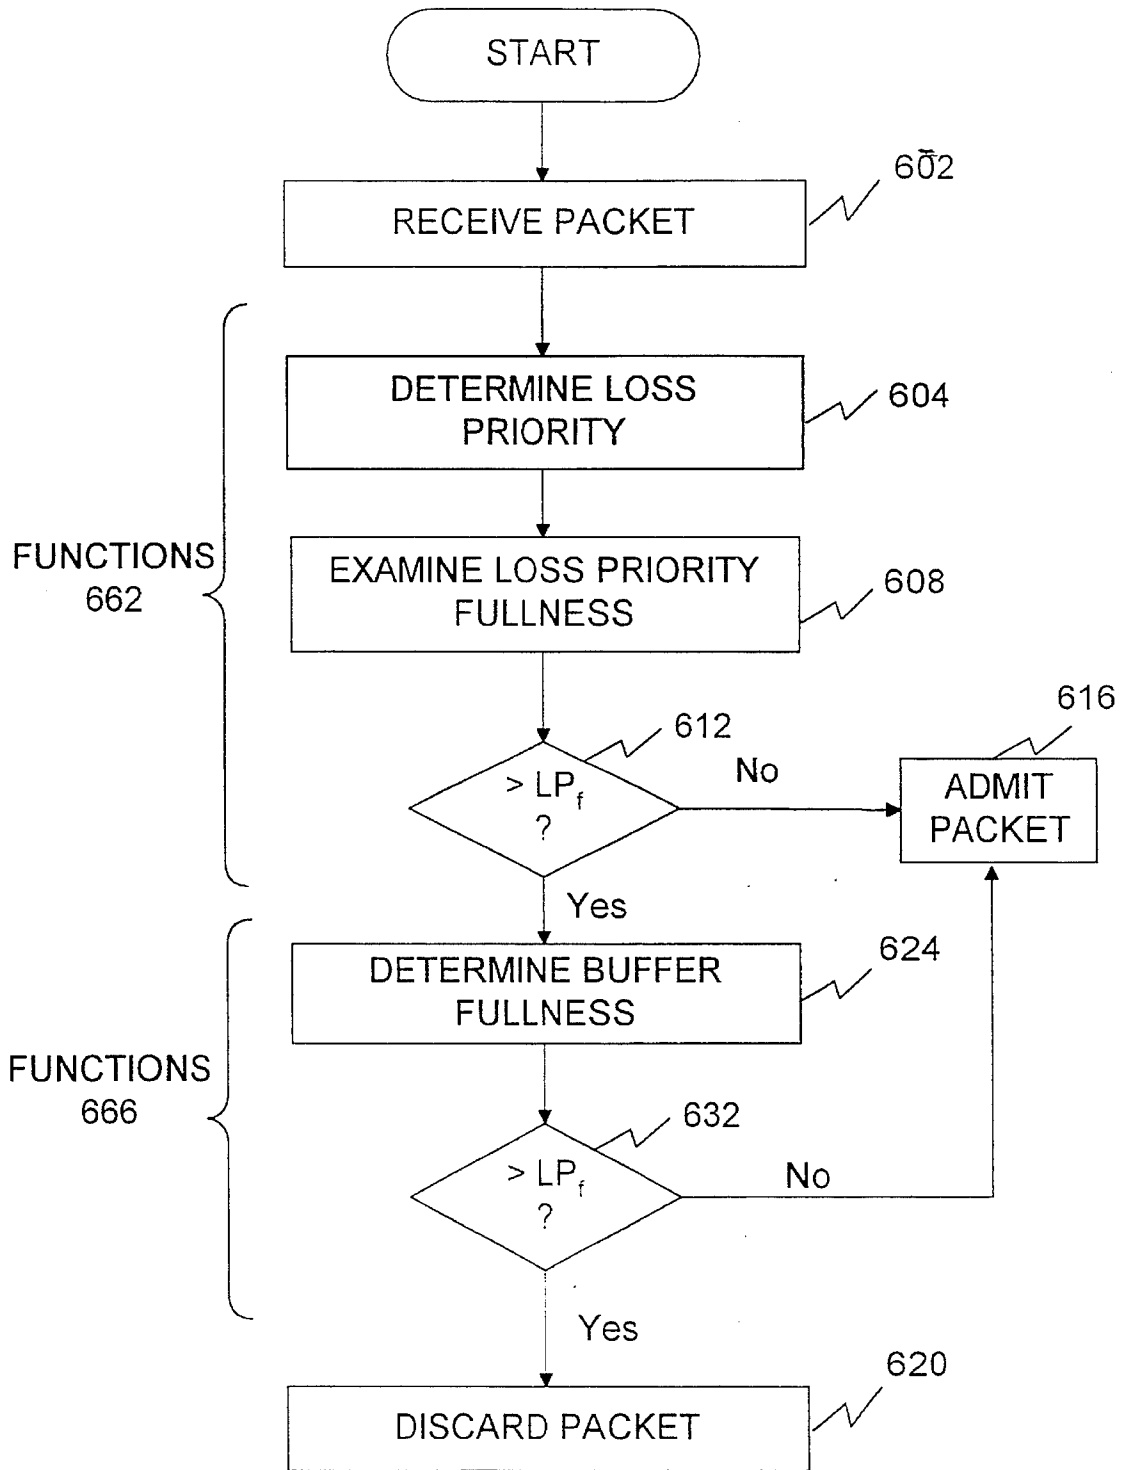 START
602
RECEIVE PACKET
DETERMINE LOSS
PRIORITY
604
FUNCTIONS
662
EXAMINE LOSS PRIORITY
FULLNESS
608
612
> LPf
?
No
616
ADMIT
PACKET
Yes
624
DETERMINE BUFFER
FULLNESS
FUNCTIONS
666
632
> LPf
?
No
Yes
620
DISCARD PACKET